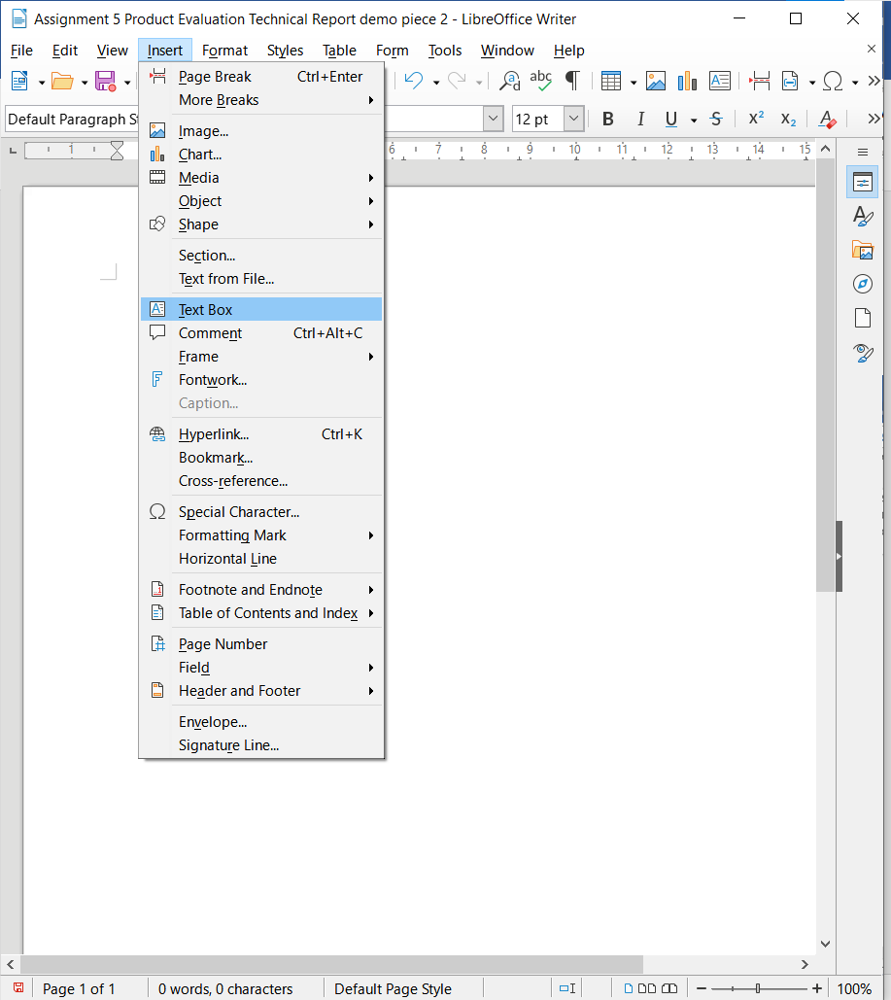 Assignment 5 Product Evaluation Technical Report demo piece 2 - LibreOffice Writer
File Edit View Insert Format Styles Table Form Tools Window Help
abc
Default Paragraph St
12 pt B I U S X² X₂ A
1 6 7 8 9 10 11 12 13 14 15
Page Break Ctrl+Enter
More Breaks
Image...
Chart...
Media
Object
Shape
Section...
Text from File...
Text Box
Comment Ctrl+Alt+C
Frame
Fontwork...
Caption...
Hyperlink... Ctrl+K
Bookmark...
Cross-reference...
Special Character...
Formatting Mark
Horizontal Line
Footnote and Endnote
Table of Contents and Index
Page Number
Field
Header and Footer
Envelope...
Signature Line...
Page 1 of 1 0 words, 0 characters Default Page Style 100%